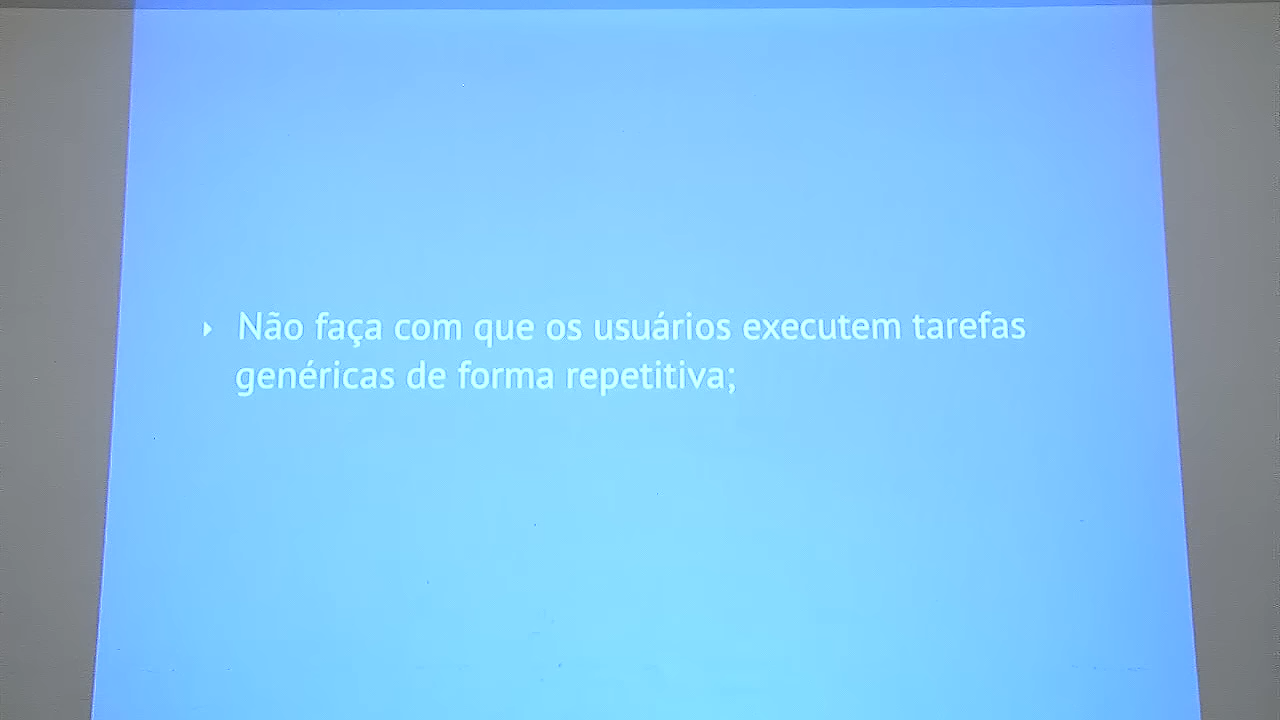 Não faça com que os usuários executem tarefas
genéricas de forma repetitiva;